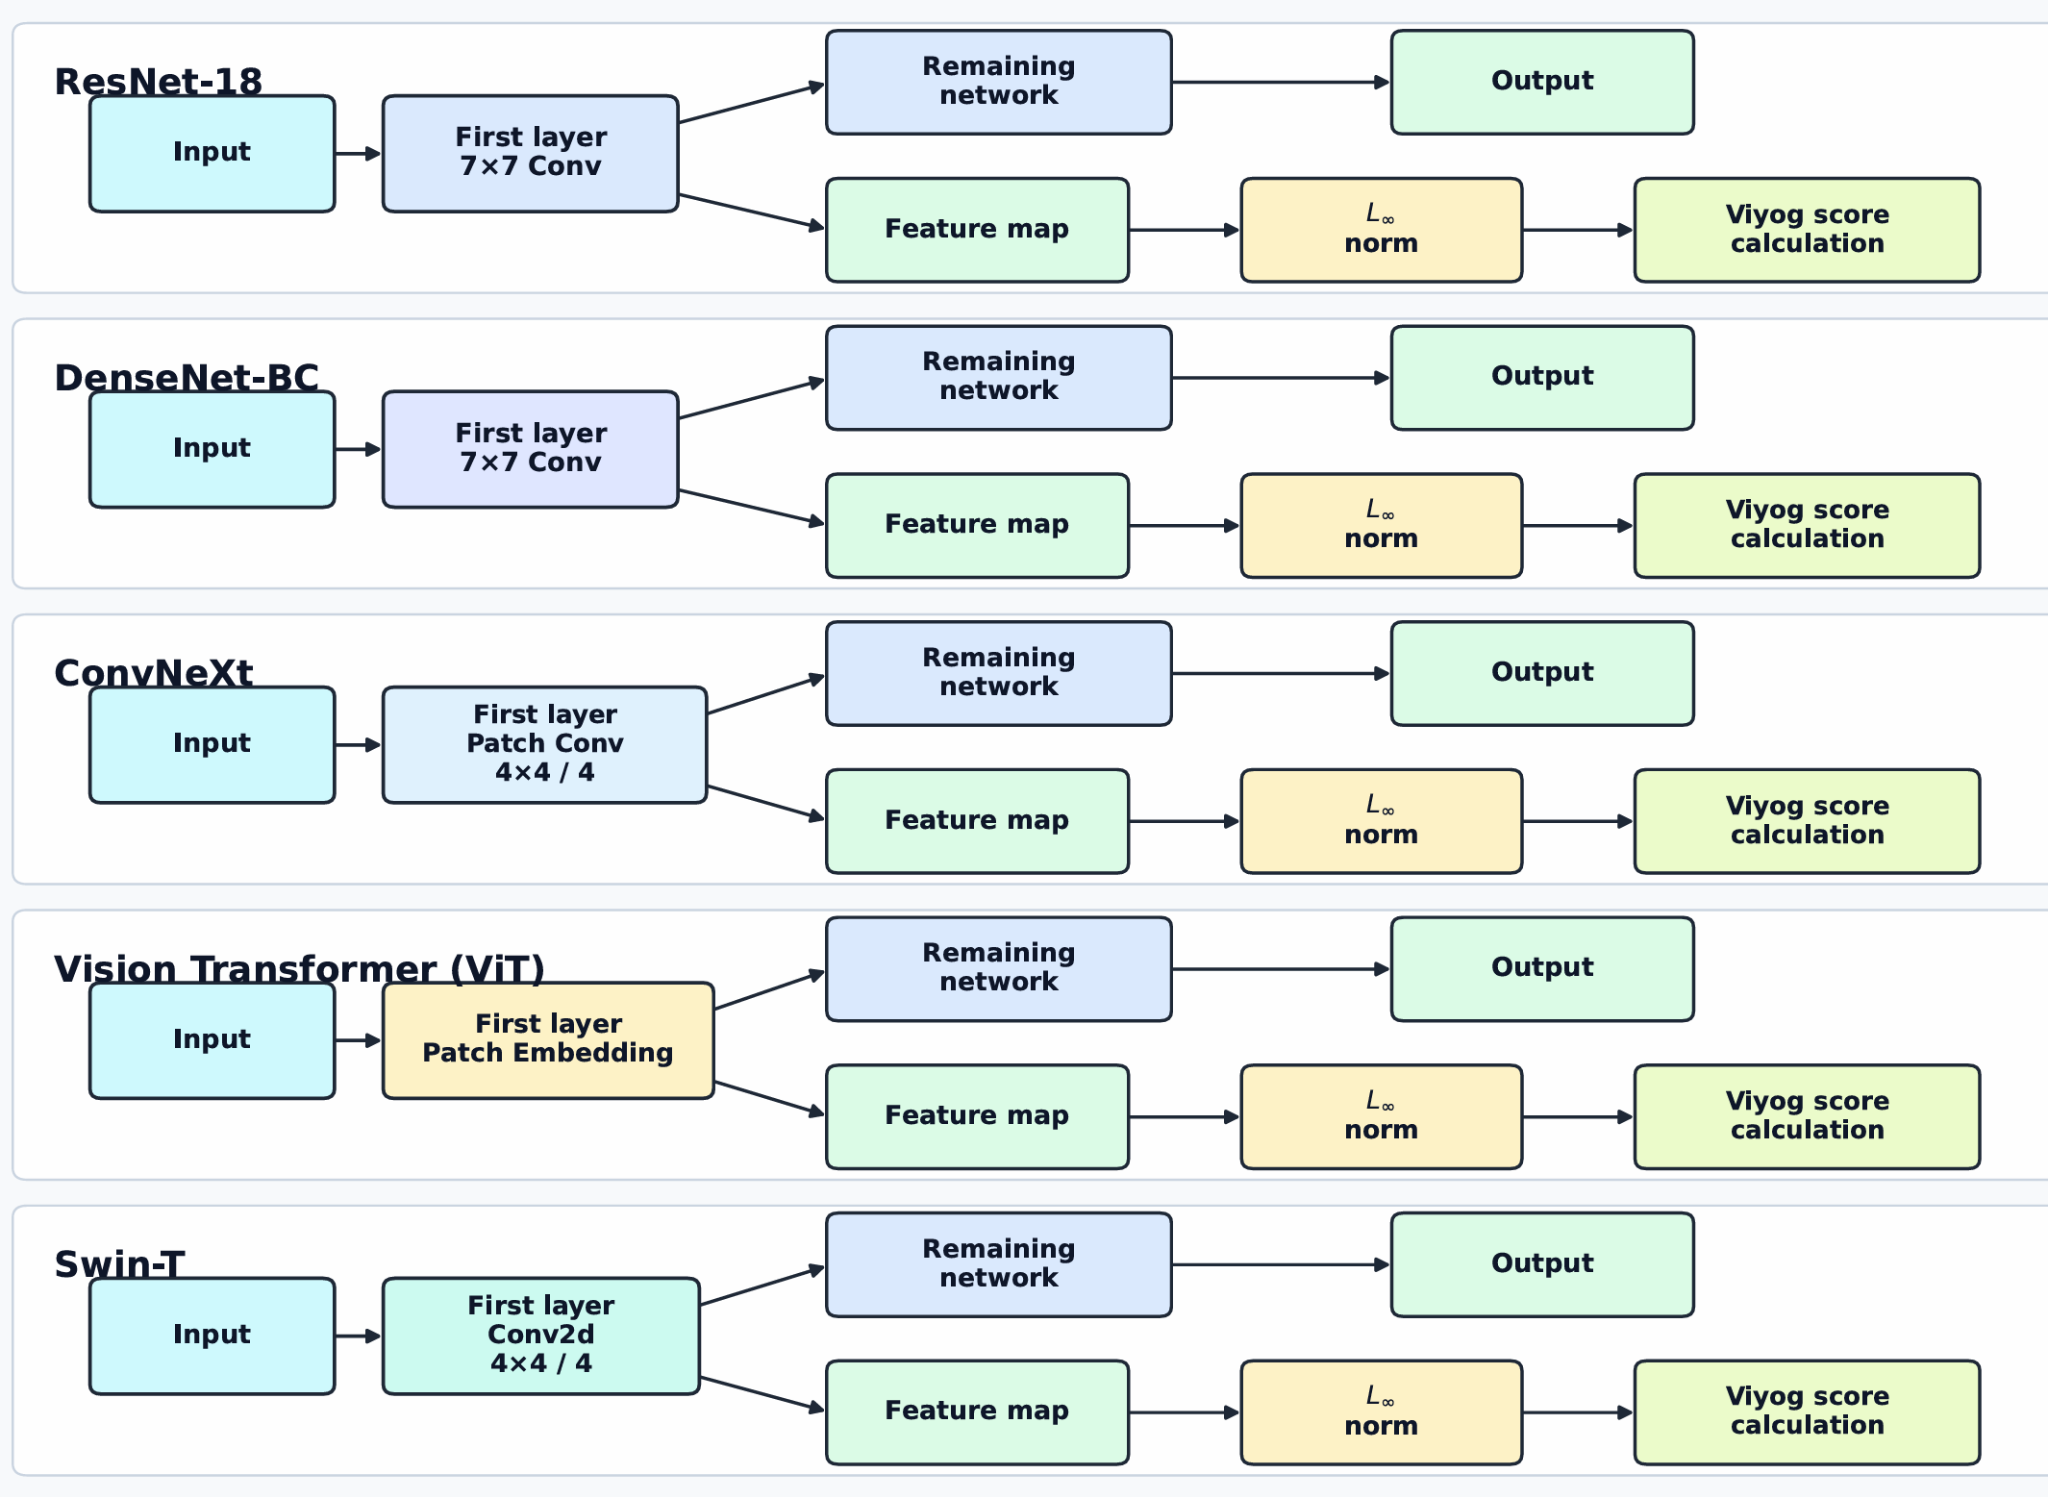 ResNet-18
Input
First layer
7×7 Conv
Remaining
network
Output
Feature map
L∞
norm
Viyog score
calculation
DenseNet-BC
Input
First layer
7×7 Conv
Remaining
network
Output
Feature map
L∞
norm
Viyog score
calculation
ConvNeXt
Input
First layer
Patch Conv
4×4 / 4
Remaining
network
Output
Feature map
L∞
norm
Viyog score
calculation
Vision Transformer (ViT)
Input
First layer
Patch Embedding
Remaining
network
Output
Feature map
L∞
norm
Viyog score
calculation
Swin-T
Input
First layer
Conv2d
4×4 / 4
Remaining
network
Output
Feature map
L∞
norm
Viyog score
calculation